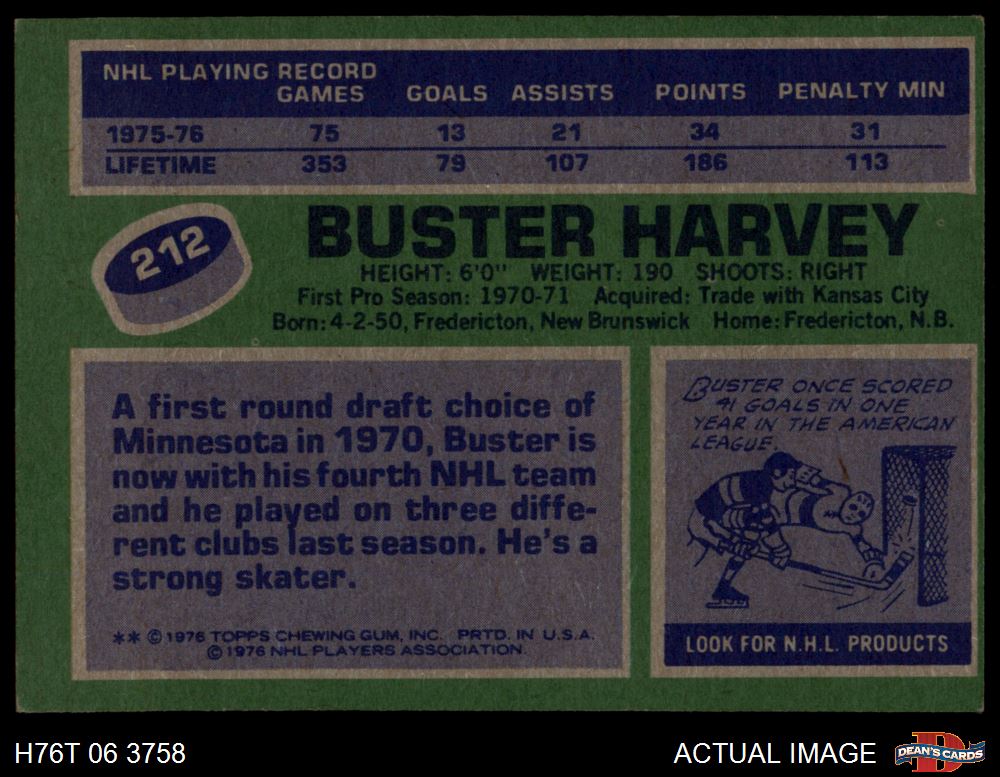 NHL PLAYING RECORD
GAMES GOALS ASSISTS POINTS PENALTY MIN
1975-76 75 13 21 34 31
LIFETIME 353 79 107 186 113
212
BUSTER HARVEY
HEIGHT: 6'0" WEIGHT: 190 SHOOTS: RIGHT
First Pro Season: 1970-71 Acquired: Trade with Kansas City
Born: 4-2-50, Fredericton, New Brunswick Home: Fredericton, N.B.
A first round draft choice of
Minnesota in 1970, Buster is
now with his fourth NHL team
and he played on three diffe-
rent clubs last season. He's a
strong skater.
** © 1976 TOPPS CHEWING GUM, INC. PRTD. IN U.S.A.
© 1976 NHL PLAYERS ASSOCIATION.
BUSTER ONCE SCORED
41 GOALS IN ONE
YEAR IN THE AMERICAN
LEAGUE.
LOOK FOR N.H.L. PRODUCTS
H76T 06 3758
ACTUAL IMAGE
DEAN'S CARDS